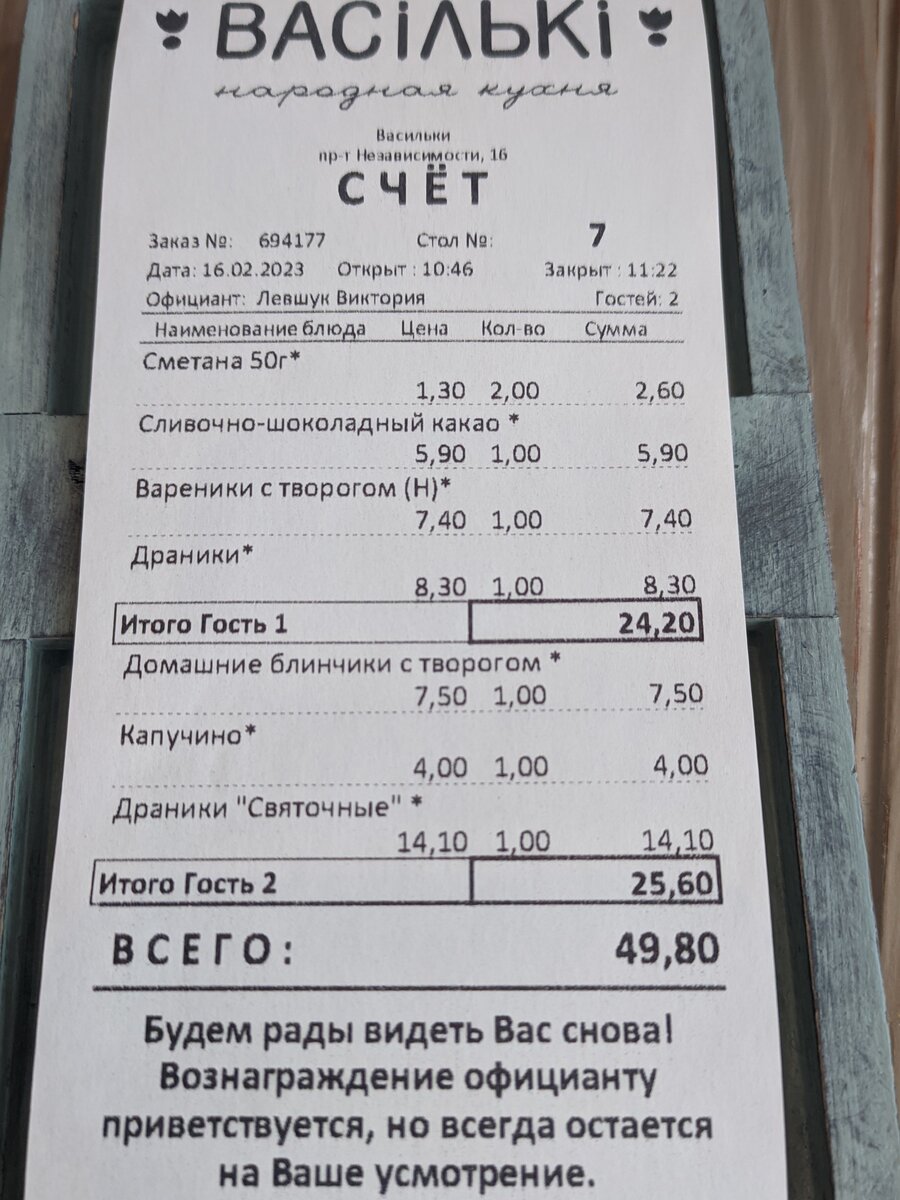 ВАСіЛЬКі
народная кухня
Васильки
пр-т Независимости, 16
СЧЁТ
Заказ №: 694177 Стол №: 7
Дата: 16.02.2023 Открыт : 10:46 Закрыт : 11:22
Официант: Левшук Виктория Гостей: 2
Наименование блюда Цена Кол-во Сумма
Сметана 50г*
1,30 2,00 2,60
Сливочно-шоколадный какао *
5,90 1,00 5,90
Вареники с творогом (Н)*
7,40 1,00 7,40
Драники*
8,30 1,00 8,30
Итого Гость 1 24,20
Домашние блинчики с творогом *
7,50 1,00 7,50
Капучино*
4,00 1,00 4,00
Драники "Святочные" *
14,10 1,00 14,10
Итого Гость 2 25,60
ВСЕГО: 49,80
Будем рады видеть Вас снова!
Вознаграждение официанту
приветствуется, но всегда остается
на Ваше усмотрение.